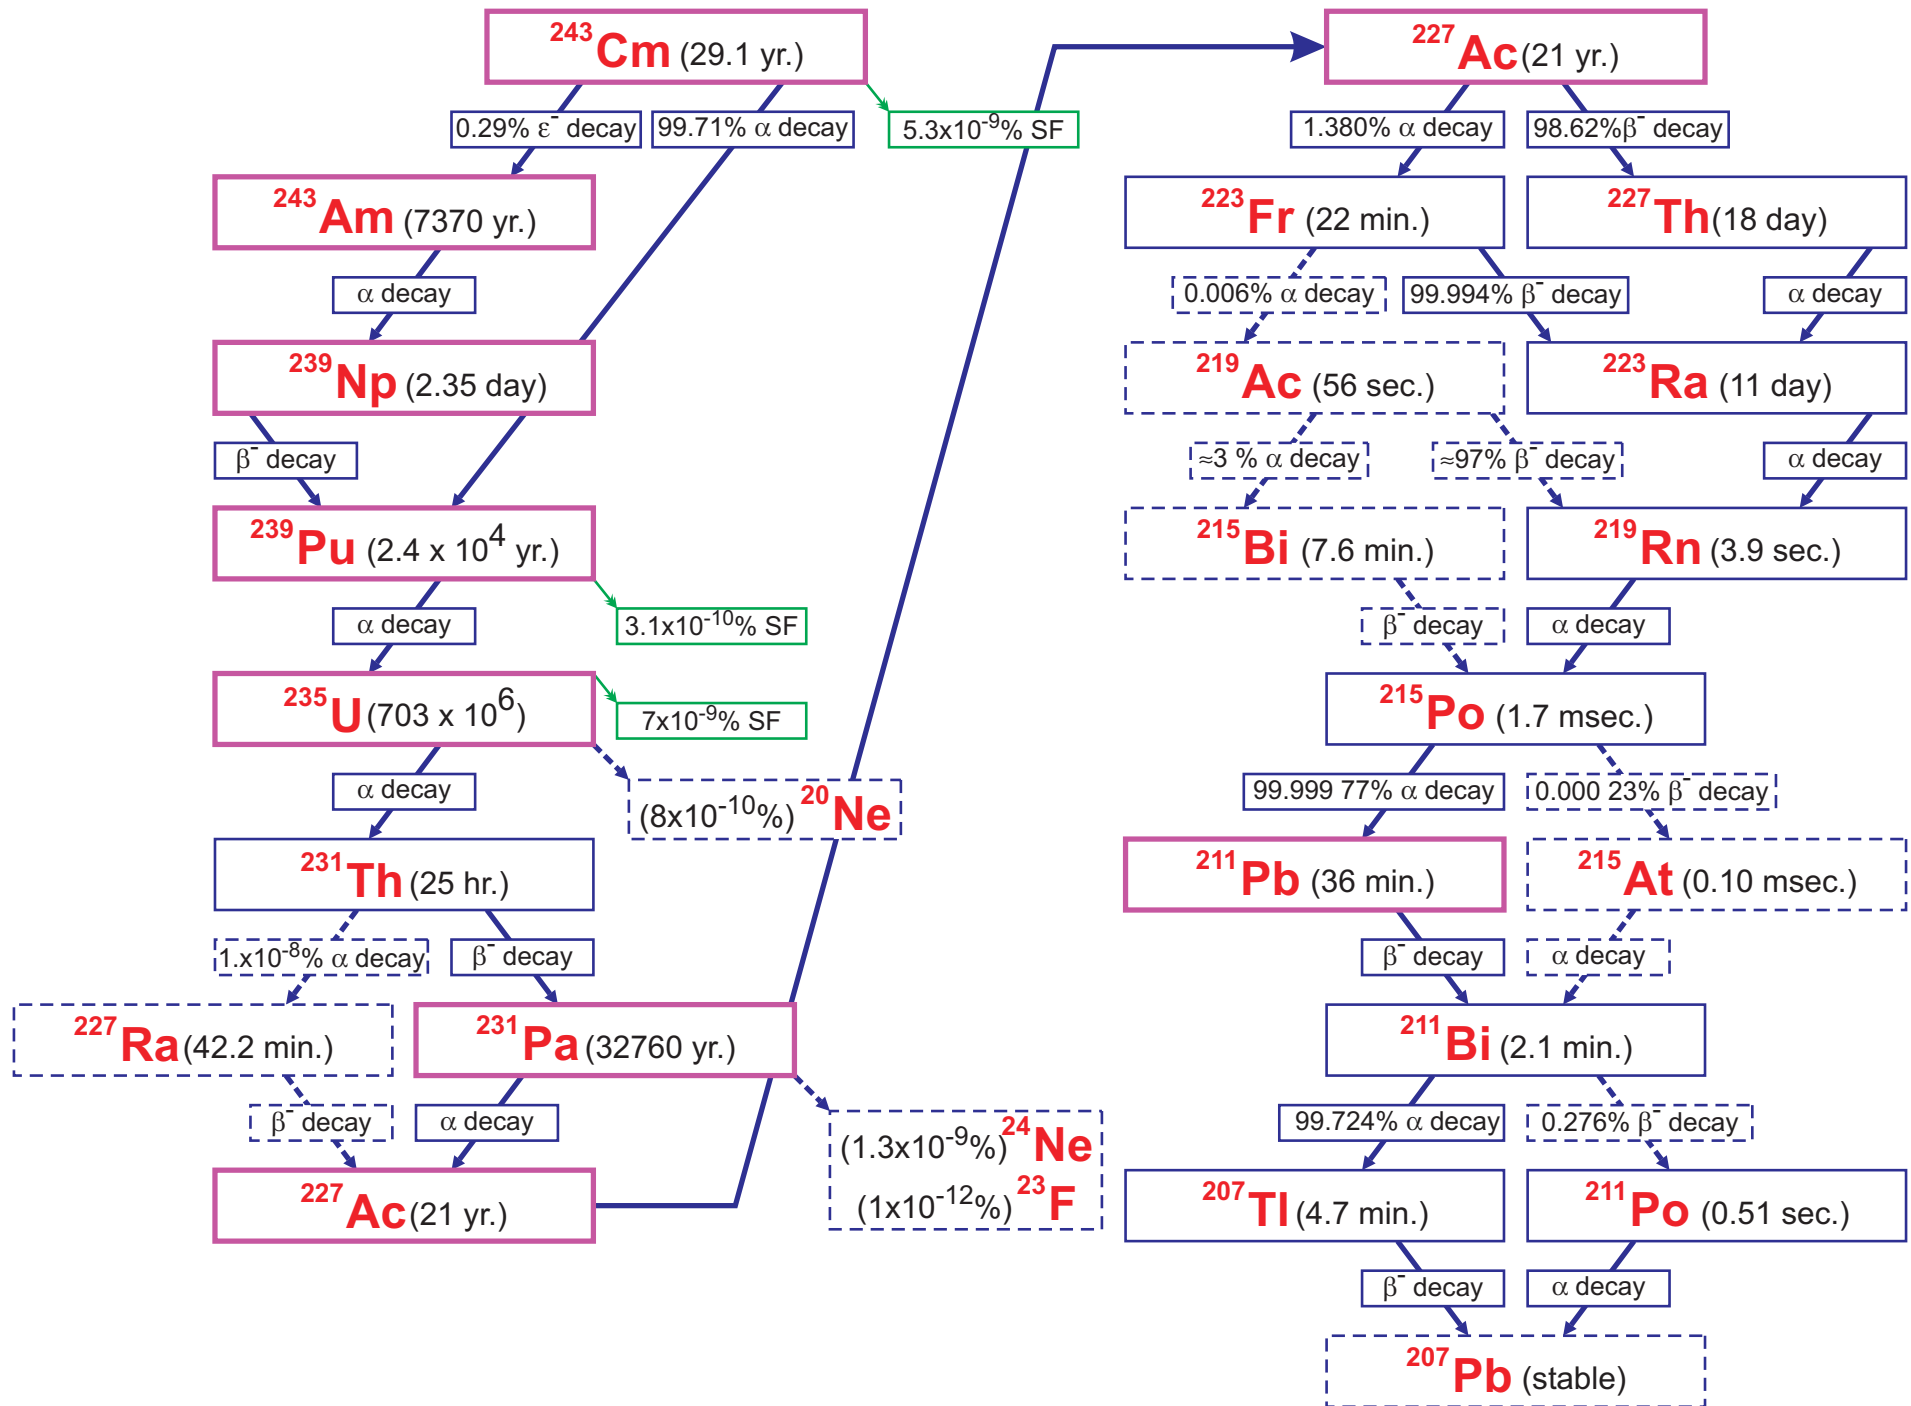 243Cm (29.1 yr.)
0.29% ε- decay
99.71% α decay
5.3x10-9% SF
243Am (7370 yr.)
α decay
239Np (2.35 day)
β- decay
239Pu (2.4 x 104 yr.)
α decay
3.1x10-10% SF
235U (703 x 106)
7x10-9% SF
α decay
(8x10-10%) 20Ne
231Th (25 hr.)
1.x10-8% α decay
β- decay
227Ra (42.2 min.)
231Pa (32760 yr.)
β- decay
α decay
(1.3x10-9%) 24Ne
(1x10-12%) 23F
227Ac (21 yr.)
227Ac (21 yr.)
1.380% α decay
98.62%β- decay
223Fr (22 min.)
227Th(18 day)
0.006% α decay
99.994% β- decay
α decay
219Ac (56 sec.)
223Ra (11 day)
≈3 % α decay
≈97% β- decay
α decay
215Bi (7.6 min.)
219Rn (3.9 sec.)
β- decay
α decay
215Po (1.7 msec.)
99.999 77% α decay
0.000 23% β- decay
211Pb (36 min.)
215At (0.10 msec.)
β- decay
α decay
211Bi (2.1 min.)
99.724% α decay
0.276% β- decay
207Tl (4.7 min.)
211Po (0.51 sec.)
β- decay
α decay
207Pb (stable)